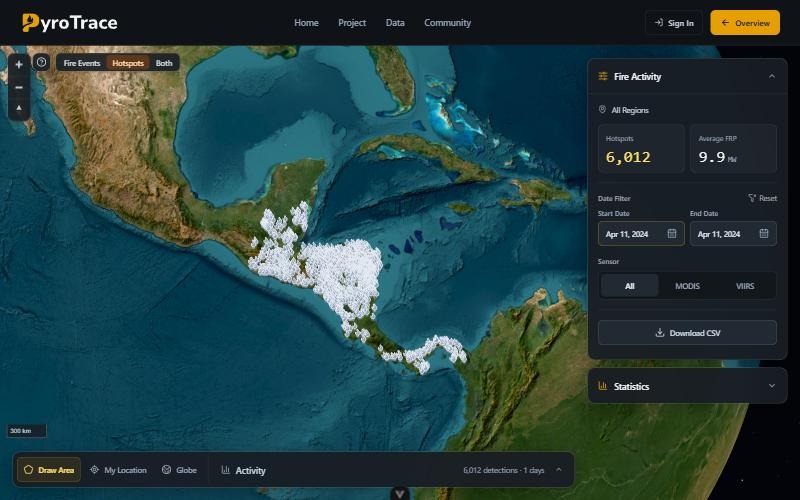 PyroTrace
Home Project Data Community
Sign In
Overview
Fire Events Hotspots Both
Fire Activity
All Regions
Hotspots
6,012
Average FRP
9.9 MW
Date Filter
Reset
Start Date
End Date
Apr 11, 2024
Apr 11, 2024
Sensor
All MODIS VIIRS
Download CSV
Statistics
300 km
Draw Area My Location Globe Activity 6,012 detections · 1 days